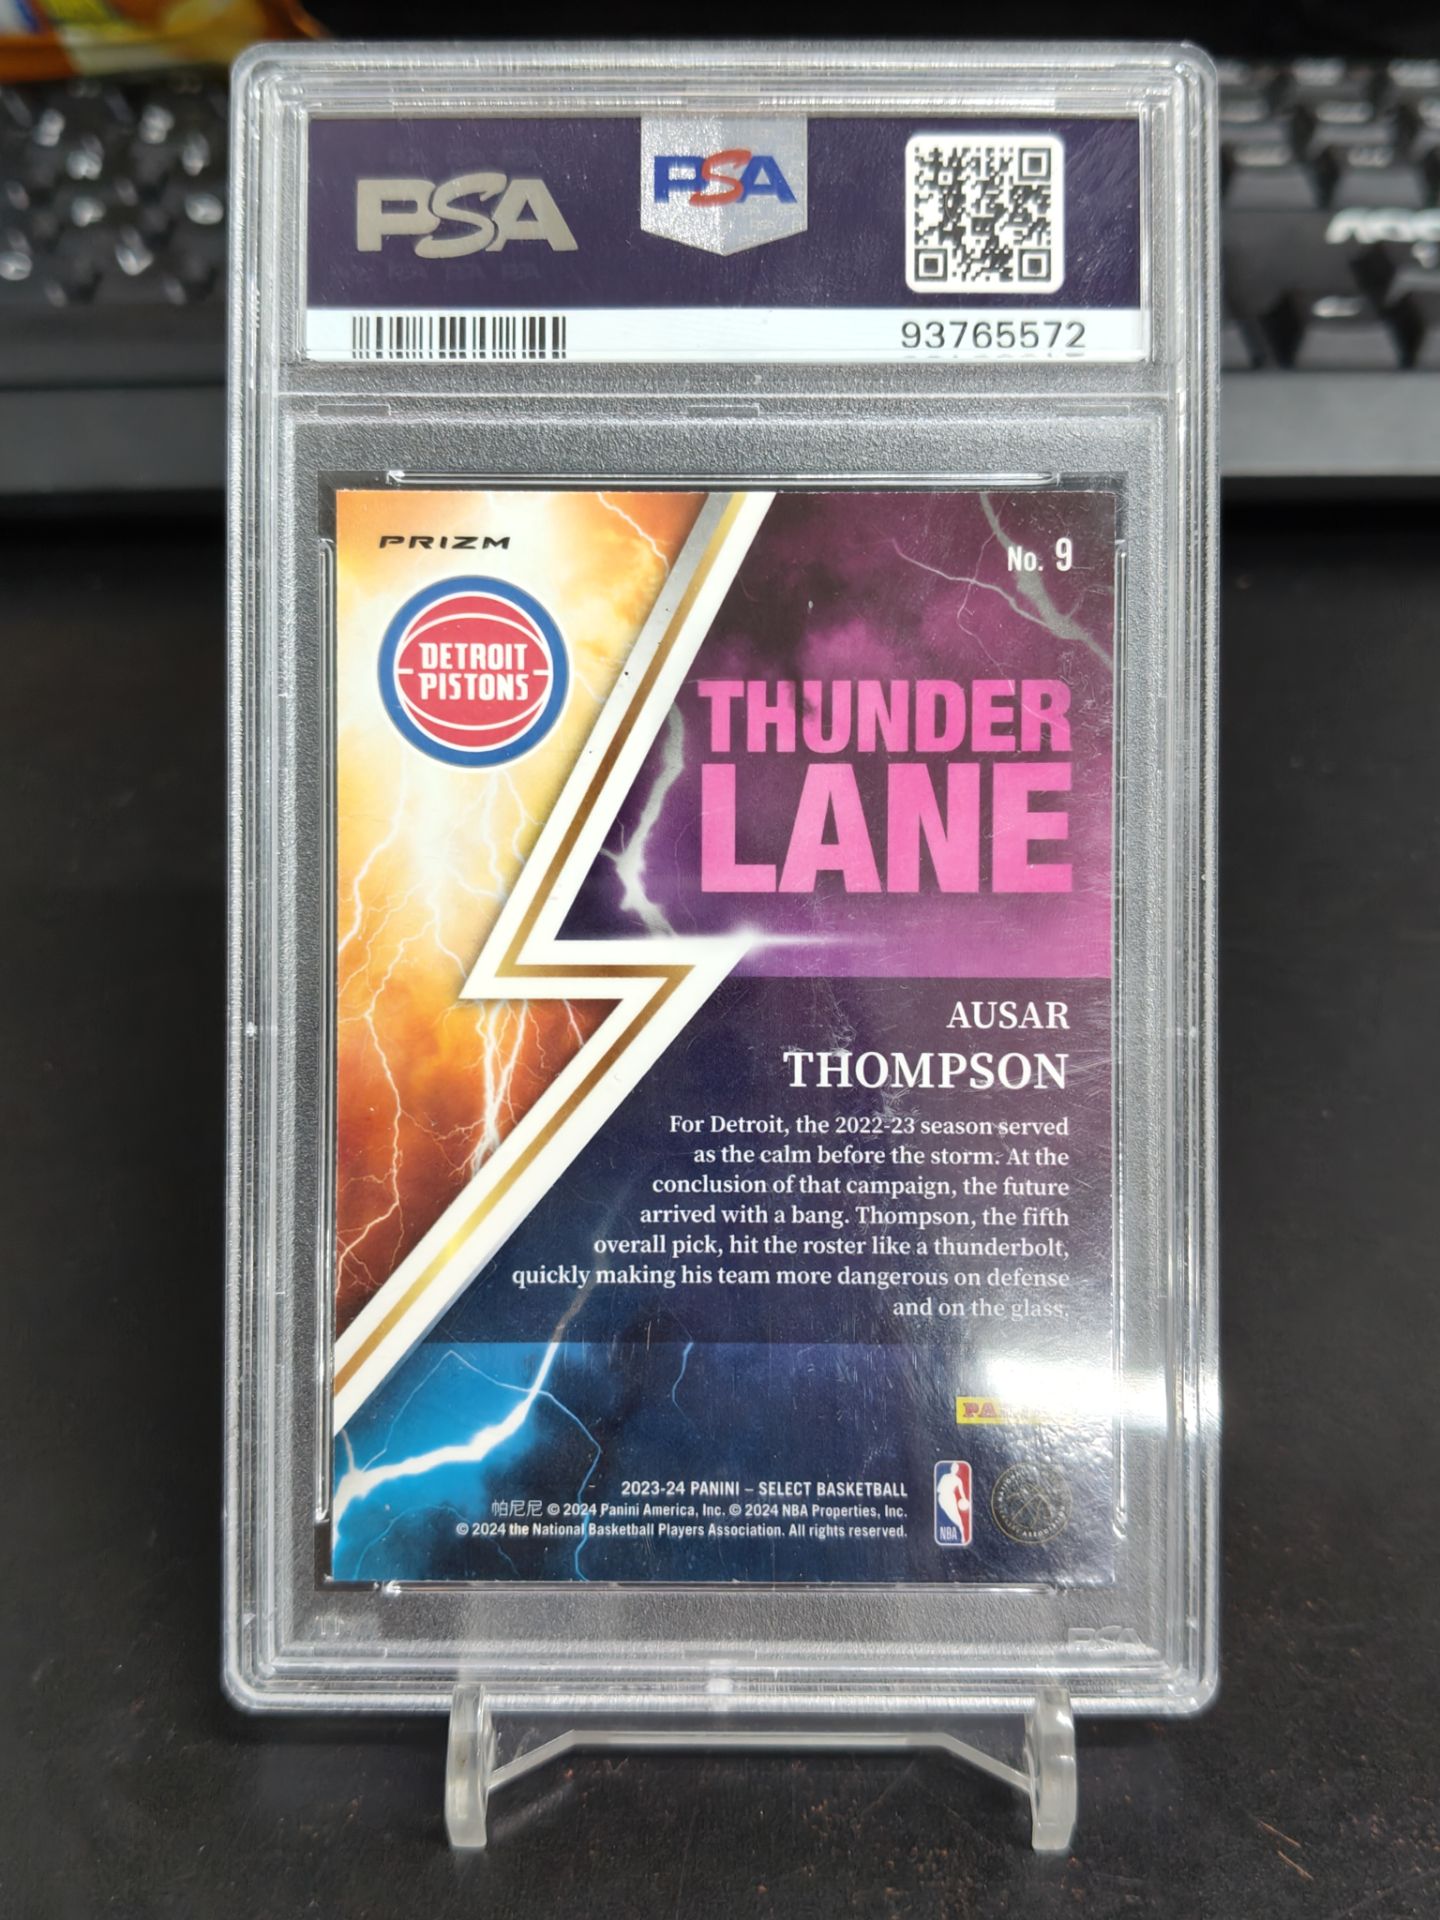 PSA
PSA
93765572
PRIZM
No. 9
DETROIT
PISTONS
THUNDER
LANE
AUSAR
THOMPSON
For Detroit, the 2022-23 season served
as the calm before the storm. At the
conclusion of that campaign, the future
arrived with a bang. Thompson, the fifth
overall pick, hit the roster like a thunderbolt,
quickly making his team more dangerous on defense
and on the glass.
2023-24 PANINI – SELECT BASKETBALL
帕尼尼 © 2024 Panini America, Inc. © 2024 NBA Properties, Inc.
© 2024 the National Basketball Players Association. All rights reserved.
NBA
PSA